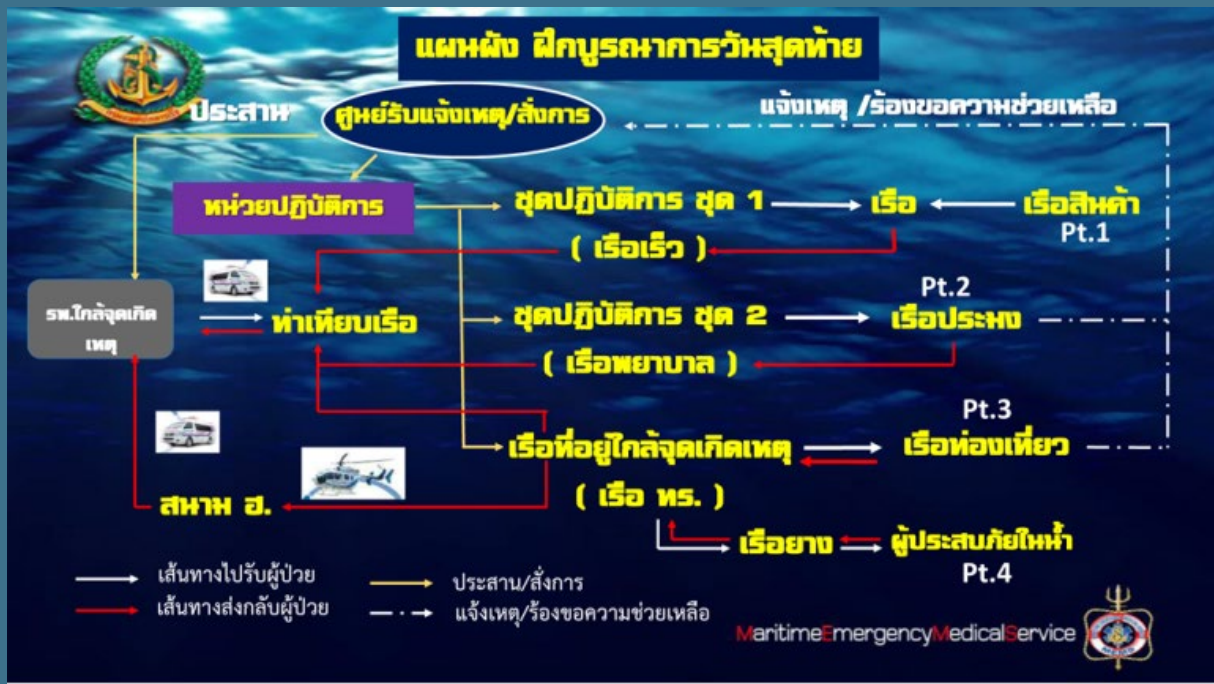 แผนผัง ฝึกบูรณาการวันสุดท้าย
ประสาน
ศูนย์รับแจ้งเหตุ/สั่งการ
แจ้งเหตุ /ร้องขอความช่วยเหลือ
หน่วยปฏิบัติการ
ชุดปฏิบัติการ ชุด 1
เรือ
เรือสินค้า
Pt.1
( เรือเร็ว )
รพ.ใกล้จุดเกิด
เหตุ
ท่าเทียบเรือ
ชุดปฏิบัติการ ชุด 2
Pt.2
เรือประมง
( เรือพยาบาล )
Pt.3
เรือที่อยู่ใกล้จุดเกิดเหตุ
เรือท่องเที่ยว
( เรือ ทร. )
สนาม ฮ.
เรือยาง
ผู้ประสบภัยในน้ำ
Pt.4
เส้นทางไปรับผู้ป่วย
ประสาน/สั่งการ
เส้นทางส่งกลับผู้ป่วย
แจ้งเหตุ/ร้องขอความช่วยเหลือ
MaritimeEmergencyMedicalService